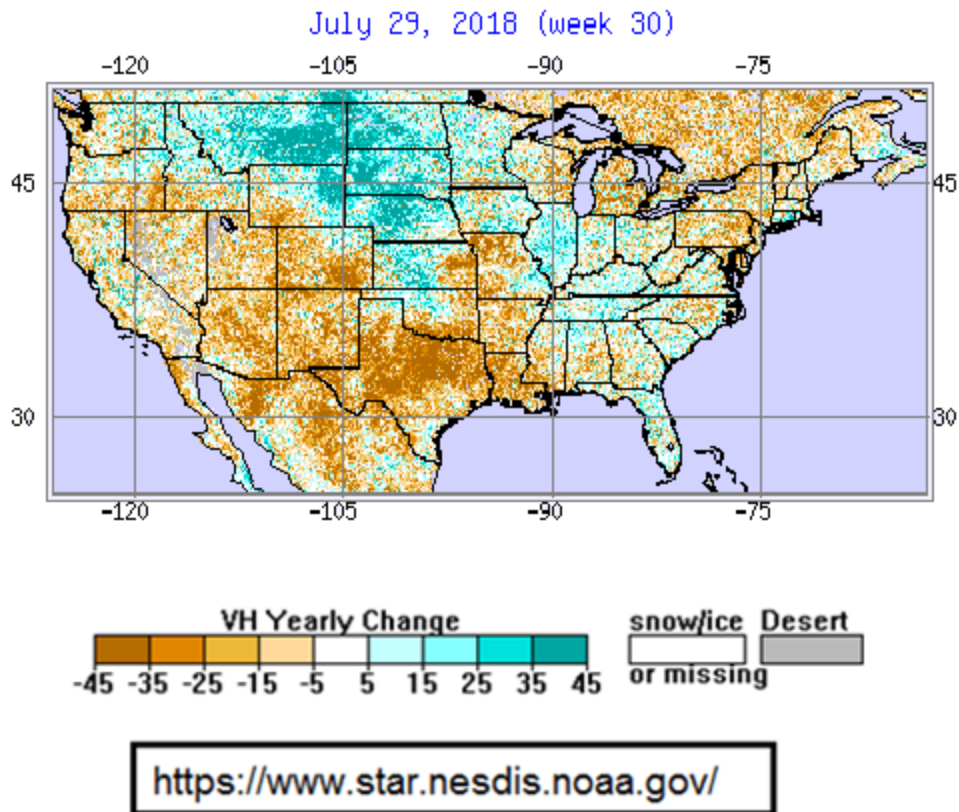 July 29, 2018 (week 30)
-120 -105 -90 -75
45 45
30 30
-120 -105 -90 -75
VH Yearly Change
-45 -35 -25 -15 -5 5 15 25 35 45
snow/ice
or missing
Desert
https://www.star.nesdis.noaa.gov/